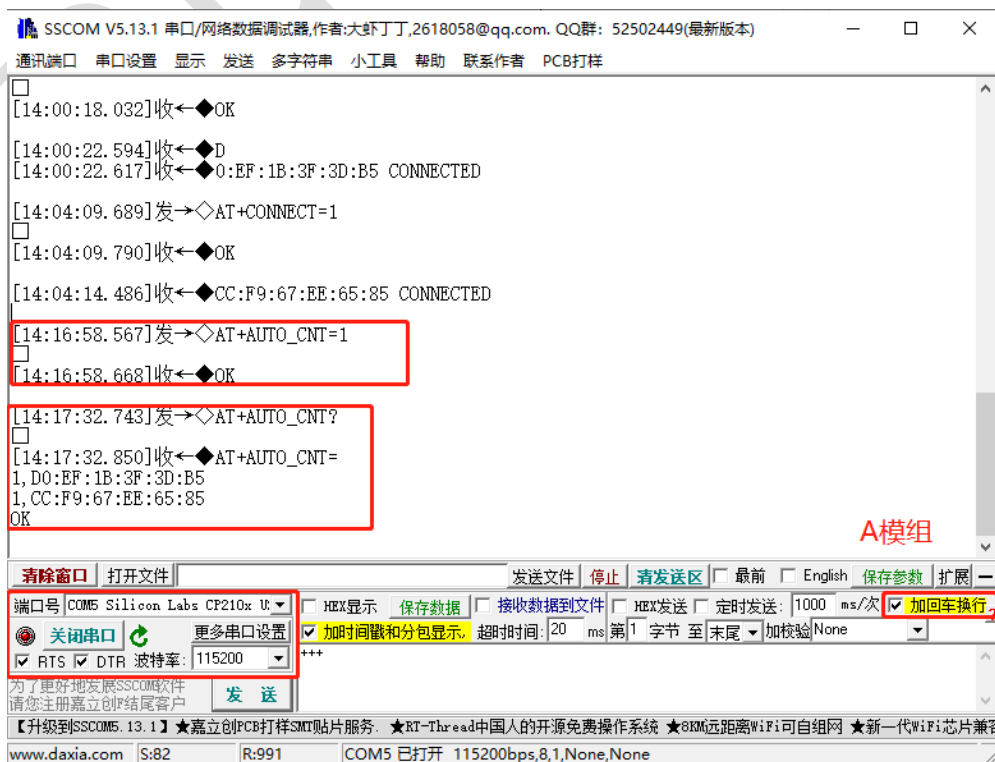 SSCOM V5.13.1 串口/网络数据调试器,作者:大虾丁丁,2618058@qq.com. QQ群: 52502449(最新版本)
通讯端口 串口设置 显示 发送 多字符串 小工具 帮助 联系作者 PCB打样
[14:00:18.032]收←◆OK
[14:00:22.594]收←◆D
[14:00:22.617]收←◆0:EF:1B:3F:3D:B5 CONNECTED
[14:04:09.689]发→◇AT+CONNECT=1
[14:04:09.790]收←◆OK
[14:04:14.486]收←◆CC:F9:67:EE:65:85 CONNECTED
[14:16:58.567]发→◇AT+AUTO_CNT=1
[14:16:58.668]收←◆OK
[14:17:32.743]发→◇AT+AUTO_CNT?
[14:17:32.850]收←◆AT+AUTO_CNT=
1,D0:EF:1B:3F:3D:B5
1,CC:F9:67:EE:65:85
OK
A模组
清除窗口 打开文件 发送文件 停止 清发送区 最前 English 保存参数 扩展 —
端口号 COM5 Silicon Labs CP210x HEX显示 保存数据 接收数据到文件 HEX发送 定时发送: 1000 ms/次 加回车换行
关闭串口 更多串口设置 加时间戳和分包显示, 超时时间: 20 ms 第1 字节 至 末尾 加校验 None
RTS DTR 波特率: 115200 +++
为了更好地发展SSCOM软件
请您注册嘉立创F结尾客户
发 送
【升级到SSCOM5.13.1】★嘉立创PCB打样SMT贴片服务. ★RT-Thread中国人的开源免费操作系统 ★8KM远距离WiFi可自组网 ★新一代WiFi芯片兼容
www.daxia.com S:82 R:991 COM5 已打开 115200bps,8,1,None,None